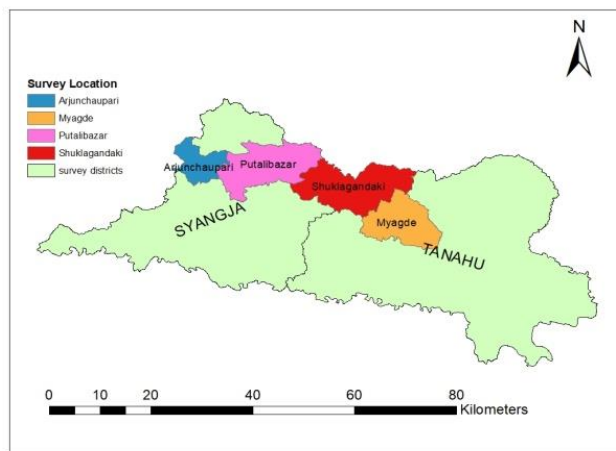 N
Survey Location
Arjunchaupari
Myagde
Putalibazar
Shuklagandaki
survey districts
Arjunchaupari
Putalibazar
Shuklagandaki
Myagde
SYANGJA
TANAHU
0 10 20 40 60 80
Kilometers